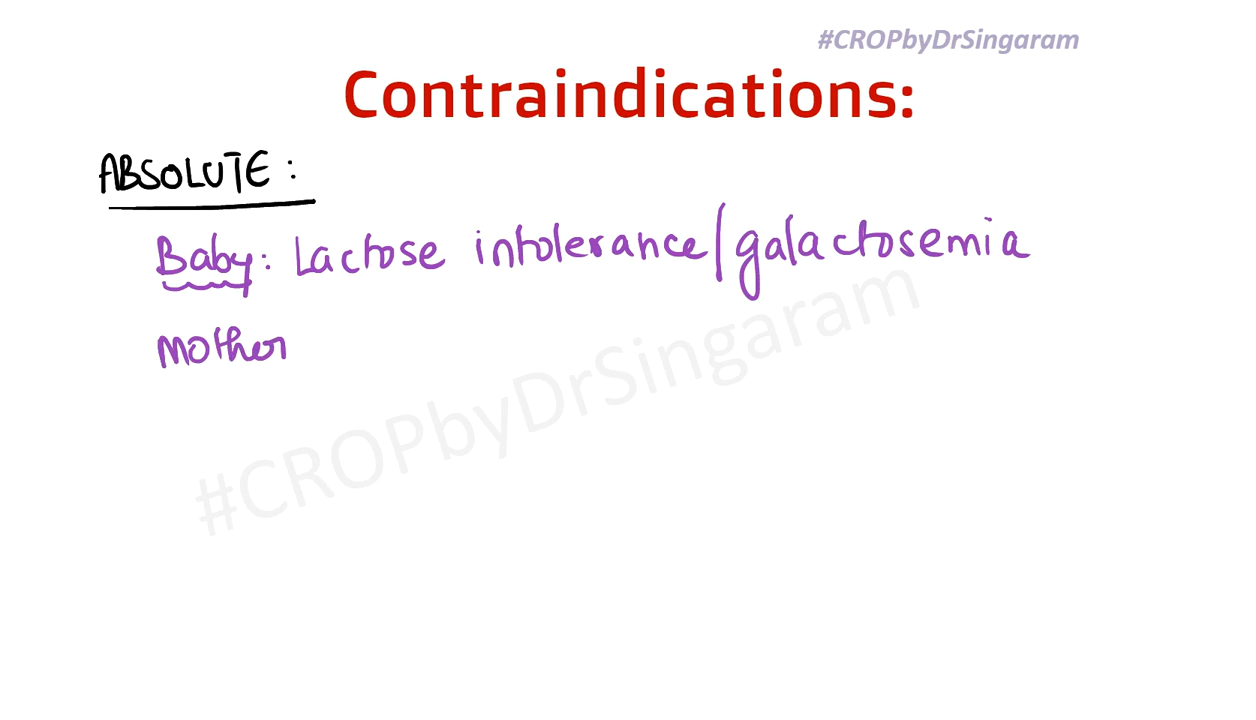 #CROPbyDrSingaram
Contraindications:
ABSOLUTE :
Baby : Lactose intolerance/galactosemia
Mother
#CROPbyDrSingaram